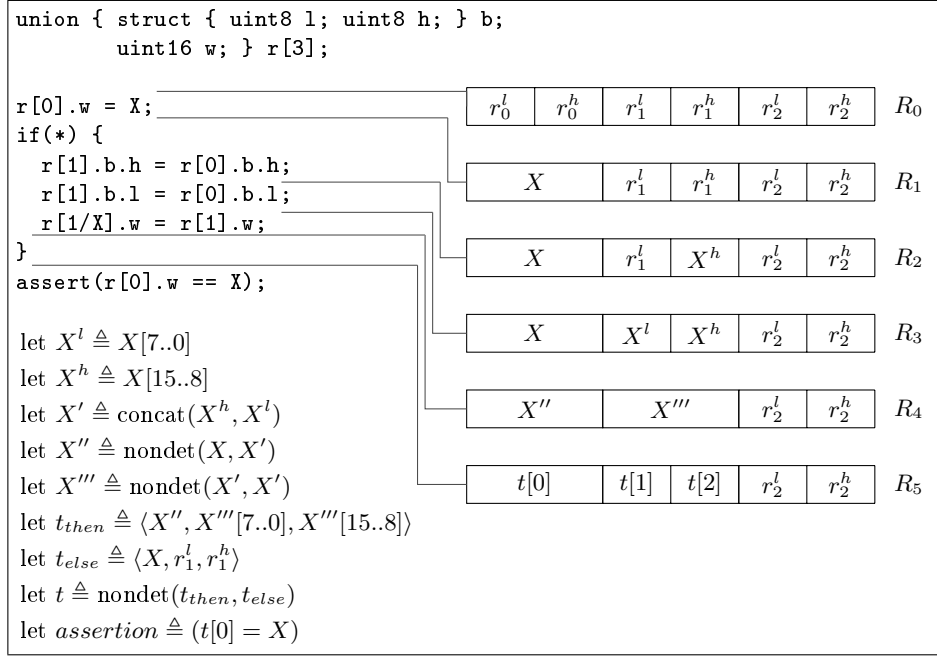 union { struct { uint8 l; uint8 h; } b;
uint16 w; } r[3];
r[0].w = X;
if(*) {
r[1].b.h = r[0].b.h;
r[1].b.l = r[0].b.l;
r[1/X].w = r[1].w;
}
assert(r[0].w == X);
let X^l ≜ X[7..0]
let X^h ≜ X[15..8]
let X′ ≜ concat(X^h, X^l)
let X″ ≜ nondet(X, X′)
let X‴ ≜ nondet(X′, X′)
let t_then ≜ ⟨X″, X‴[7..0], X‴[15..8]⟩
let t_else ≜ ⟨X, r_1^l, r_1^h⟩
let t ≜ nondet(t_then, t_else)
let assertion ≜ (t[0] = X)
r_0^l r_0^h r_1^l r_1^h r_2^l r_2^h R_0
X r_1^l r_1^h r_2^l r_2^h R_1
X r_1^l X^h r_2^l r_2^h R_2
X X^l X^h r_2^l r_2^h R_3
X″ X‴ r_2^l r_2^h R_4
t[0] t[1] t[2] r_2^l r_2^h R_5